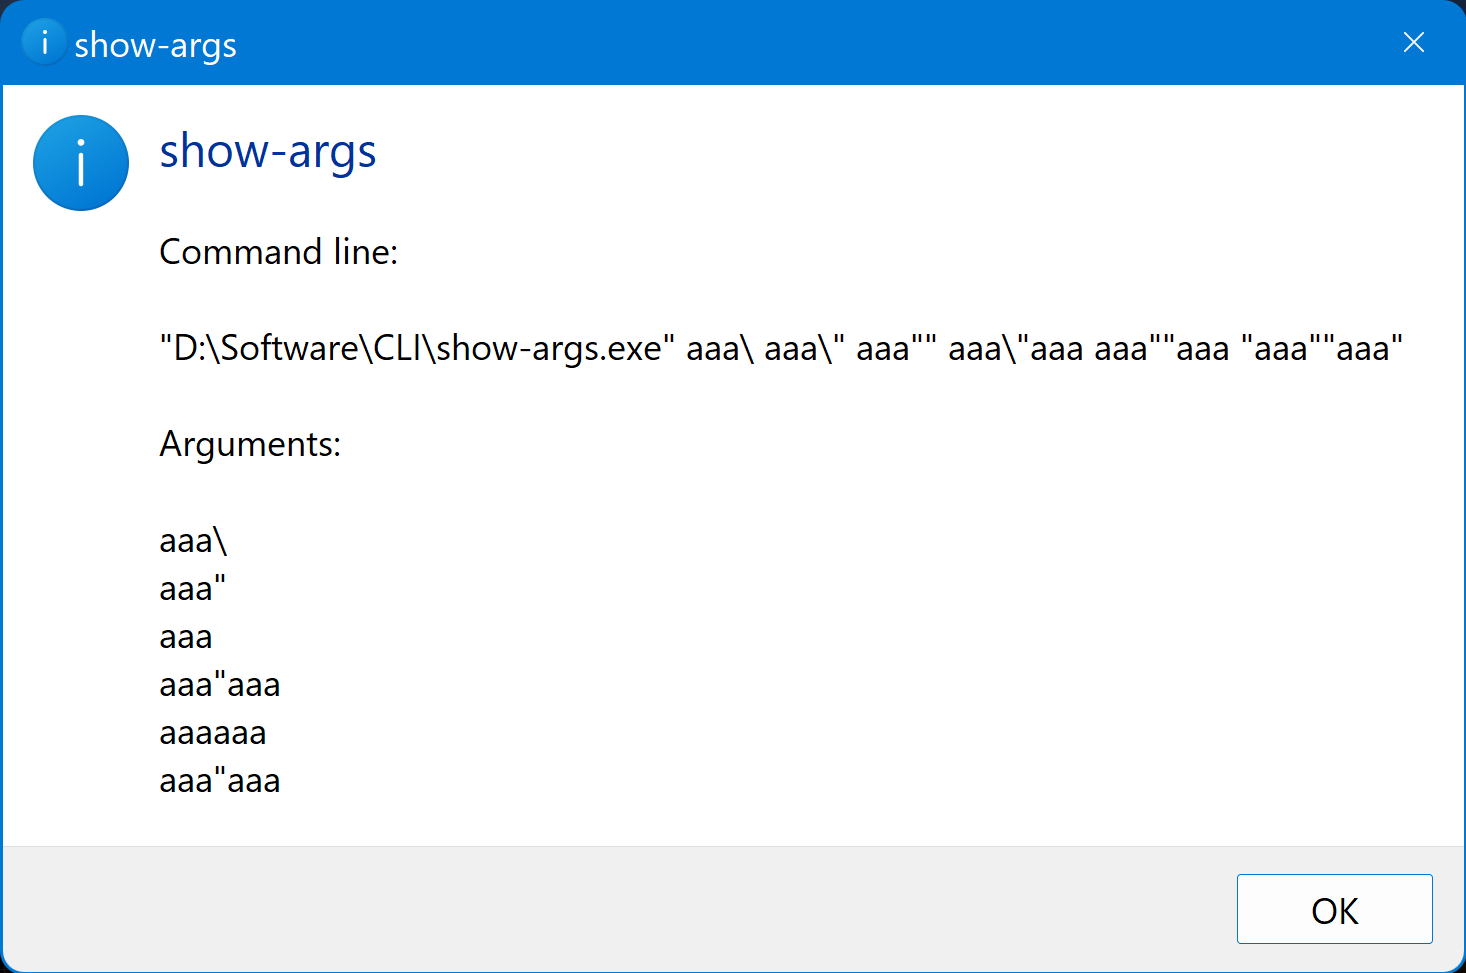 show-args
show-args
Command line:
"D:\Software\CLI\show-args.exe" aaa\ aaa\" aaa"" aaa\"aaa aaa""aaa "aaa""aaa"
Arguments:
aaa\
aaa"
aaa
aaa"aaa
aaaaaa
aaa"aaa
OK